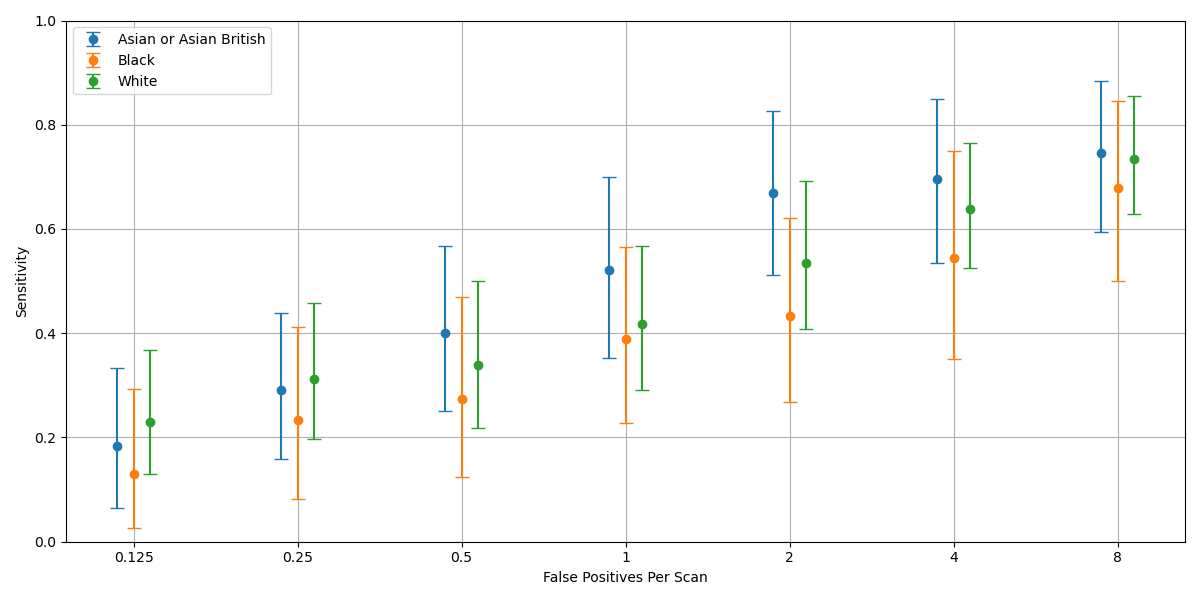 Asian or Asian British
Black
White
1.0
0.8
0.6
0.4
0.2
0.0
Sensitivity
0.125 0.25 0.5 1 2 4 8
False Positives Per Scan